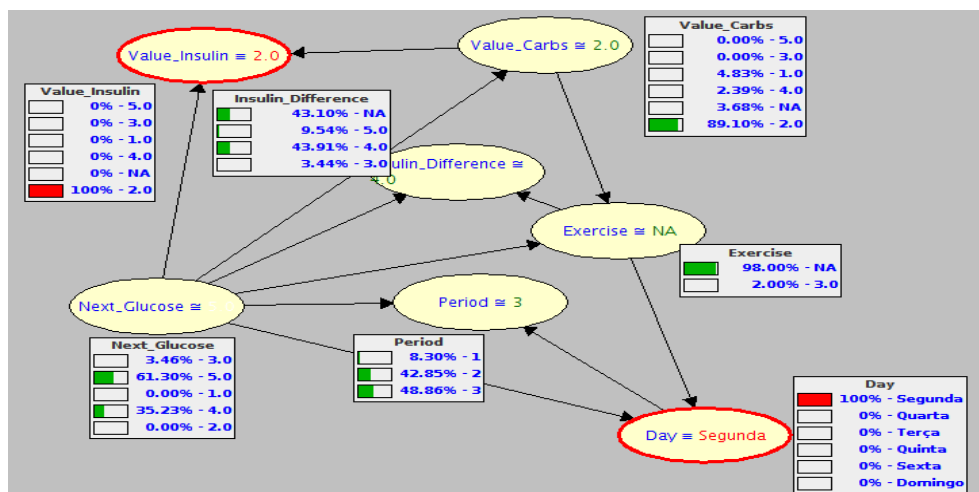 Value_Insulin ≡ 2.0
Value_Carbs ≅ 2.0
Value_Carbs
0.00% - 5.0
0.00% - 3.0
4.83% - 1.0
2.39% - 4.0
3.68% - NA
89.10% - 2.0
Value_Insulin
0% - 5.0
0% - 3.0
0% - 1.0
0% - 4.0
0% - NA
100% - 2.0
Insulin_Difference
43.10% - NA
9.54% - 5.0
43.91% - 4.0
3.44% - 3.0
ulin_Difference ≅
4.0
Exercise ≅ NA
Exercise
98.00% - NA
2.00% - 3.0
Next_Glucose ≅
Period ≅ 3
Next_Glucose
3.46% - 3.0
61.30% - 5.0
0.00% - 1.0
35.23% - 4.0
0.00% - 2.0
Period
8.30% - 1
42.85% - 2
48.86% - 3
Day ≡ Segunda
Day
100% - Segunda
0% - Quarta
0% - Terça
0% - Quinta
0% - Sexta
0% - Domingo